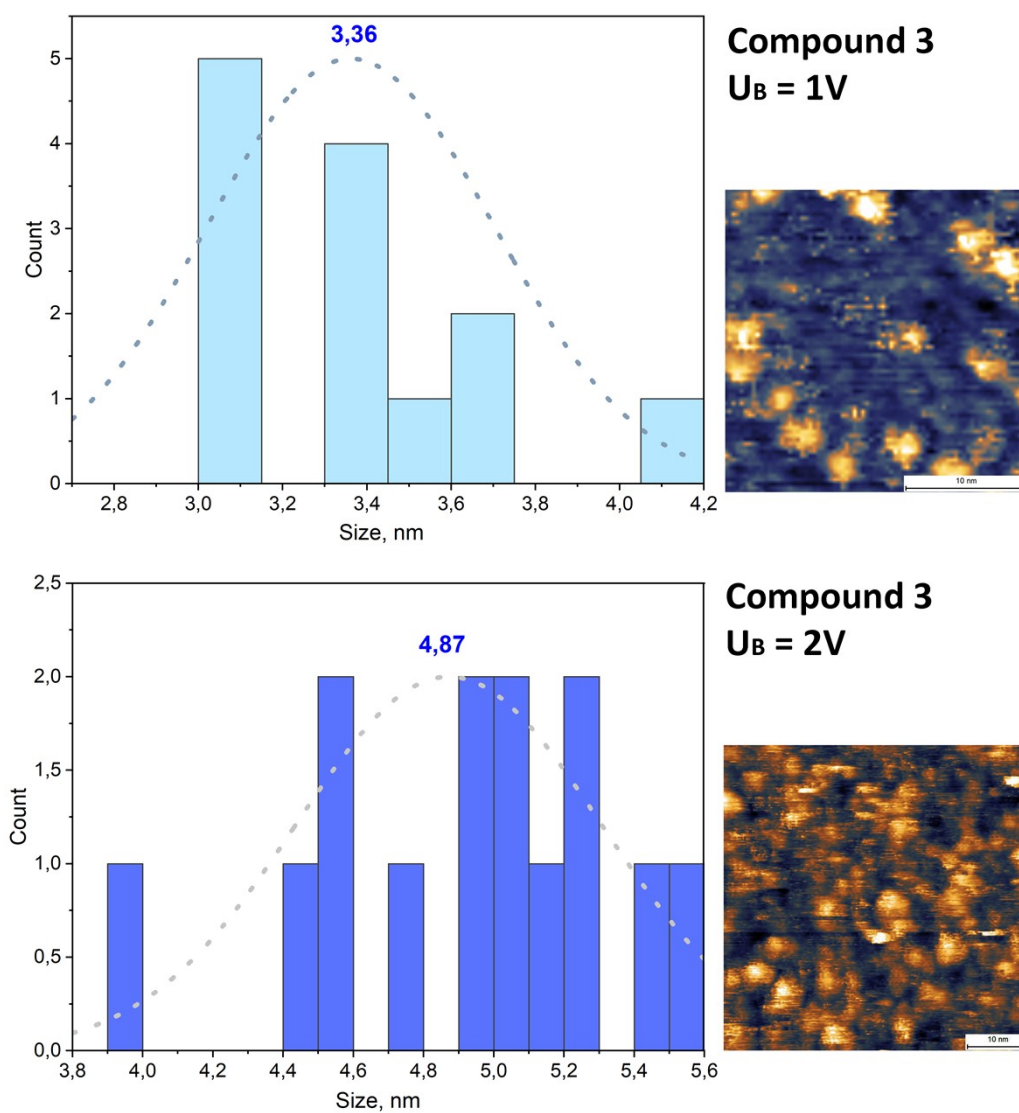 3,36
Compound 3
UB = 1V
5
4
3
2
1
0
Count
2,8 3,0 3,2 3,4 3,6 3,8 4,0 4,2
Size, nm
10 nm
Compound 3
UB = 2V
4,87
2,5
2,0
1,5
1,0
0,5
0,0
Count
3,8 4,0 4,2 4,4 4,6 4,8 5,0 5,2 5,4 5,6
Size, nm
10 nm